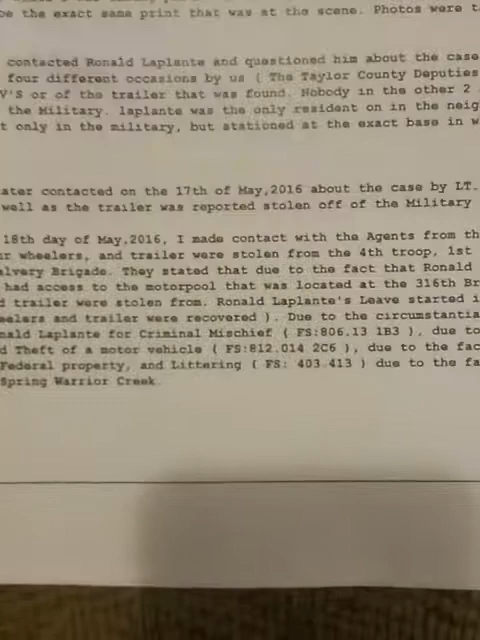 be the exact same print that was at the scene. Photos were
contacted Ronald Laplante and questioned him about the case
four different occasions by us ( The Taylor County Deputies
V'S or of the trailer that was found. Nobody in the other 2
the Military. laplante was the only resident on in the neig
t only in the military, but stationed at the exact base in w
ater contacted on the 17th of May,2016 about the case by LT.
well as the trailer was reported stolen off of the Military
18th day of May,2016, I made contact with the Agents from th
ur wheelers, and trailer were stolen from the 4th troop, 1st
alvery Brigade. They stated that due to the fact that Ronald
had access to the motorpool that was located at the 316th Br
d trailer were stolen from. Ronald Laplante's Leave started i
eelers and trailer were recovered ). Due to the circumstantia
nald Laplante for Criminal Mischief ( FS:806.13 1B3 ), due to
d Theft of a motor vehicle ( FS:812.014 2C6 ), due to the fac
Federal property, and Littering ( FS: 403.413 ) due to the fa
Spring Warrior Creek.